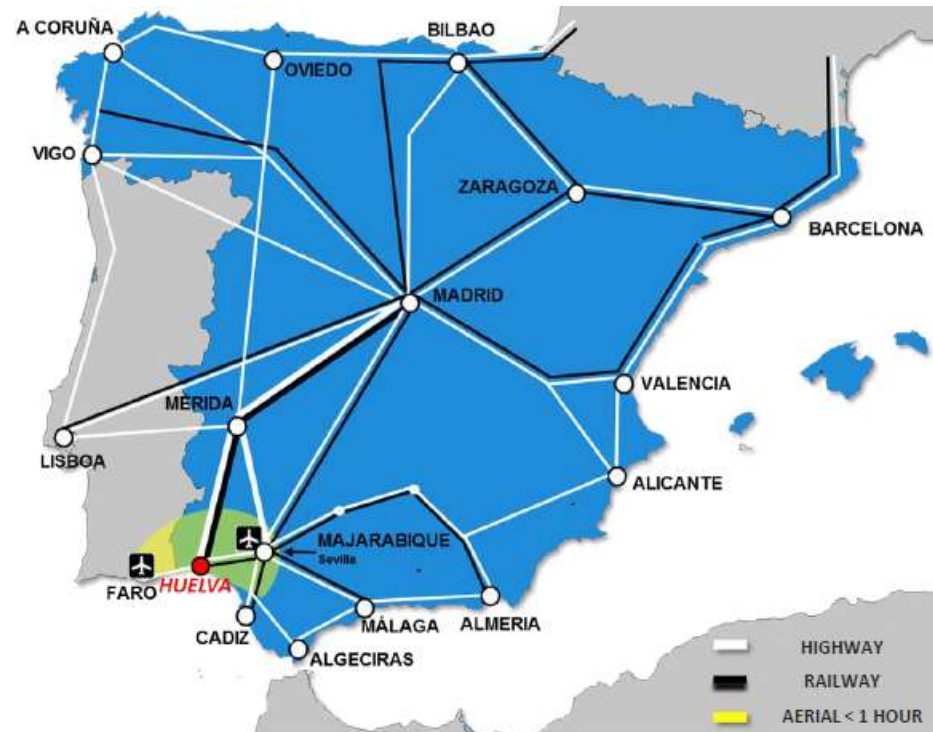 A CORUÑA
BILBAO
OVIEDO
VIGO
ZARAGOZA
BARCELONA
MADRID
VALENCIA
MÉRIDA
LISBOA
ALICANTE
MAJARABIQUE
Sevilla
FARO
HUELVA
CADIZ
MÁLAGA
ALMERIA
ALGECIRAS
HIGHWAY
RAILWAY
AERIAL < 1 HOUR